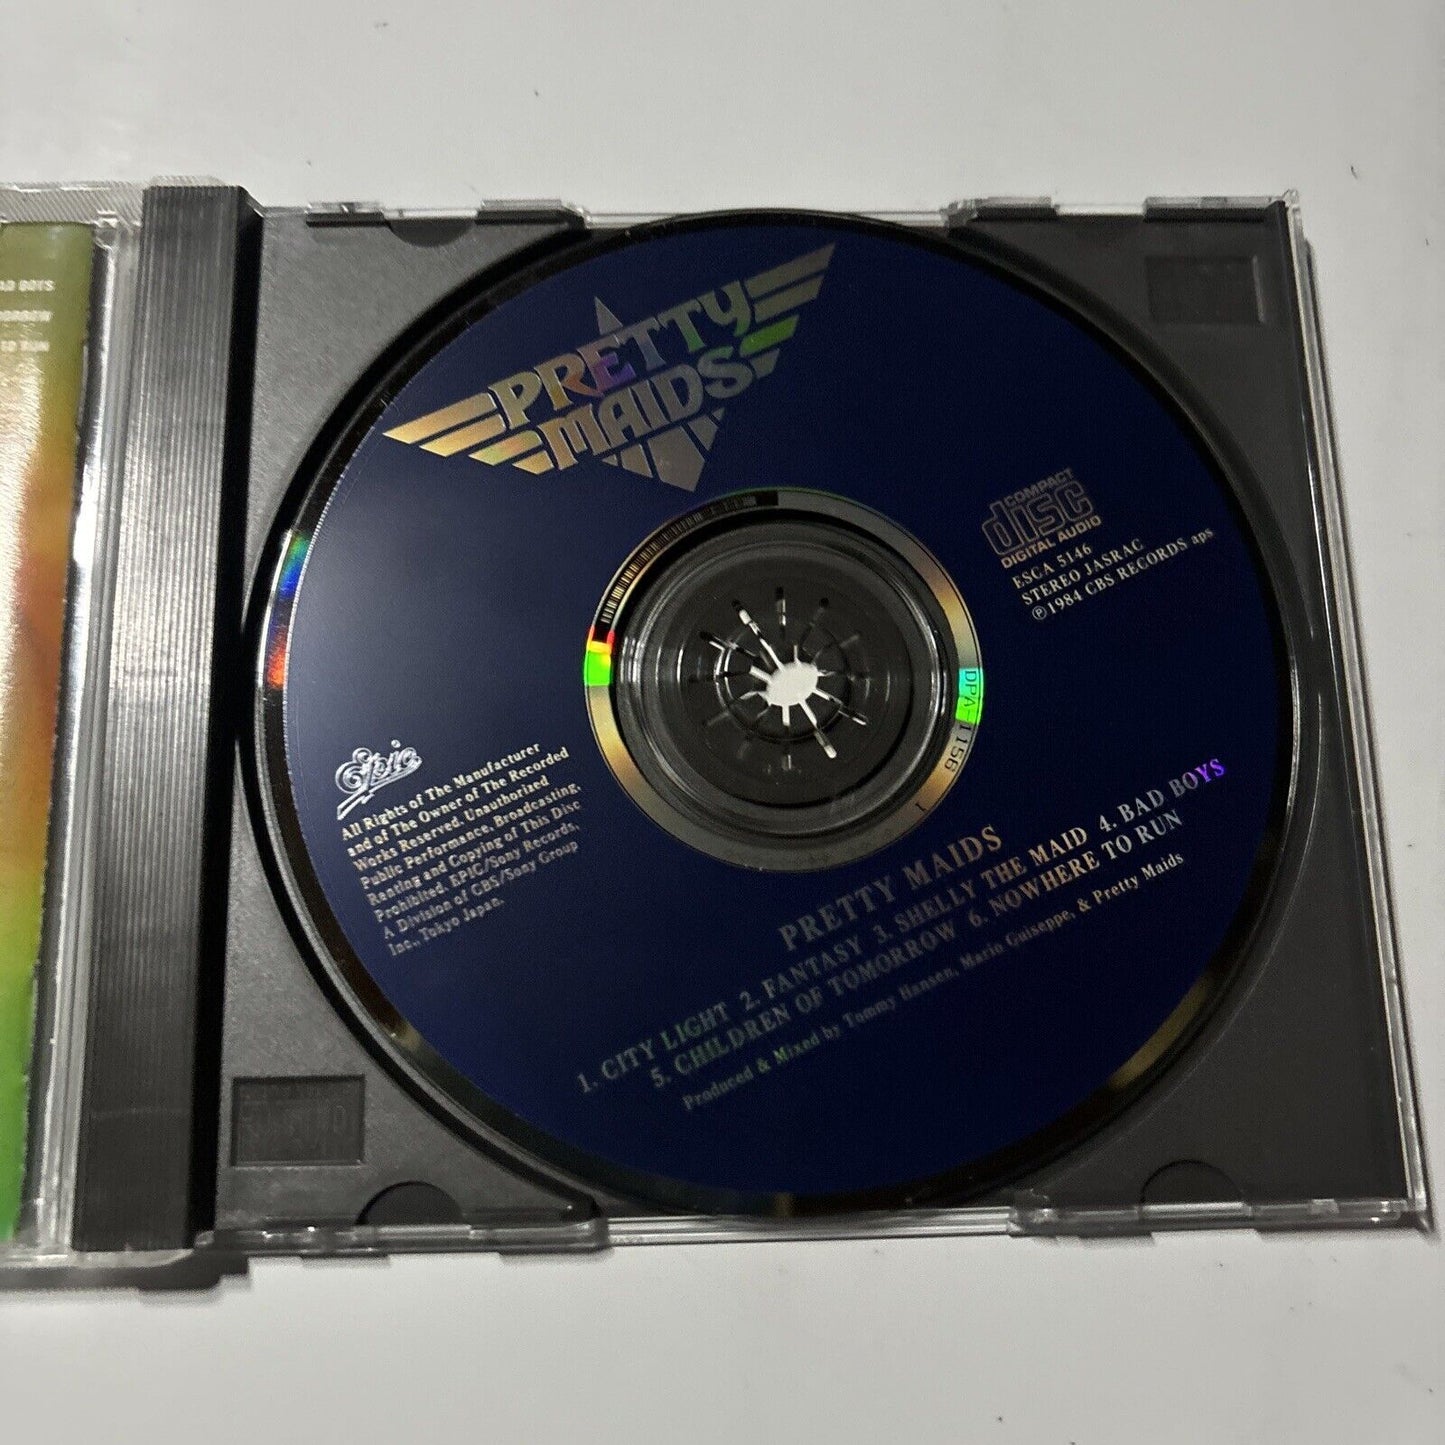 AD BOYS
TO RUN
PRETTY
MAIDS
COMPACT
disc
DIGITAL AUDIO
ESCA 5146
STEREO JASRAC
℗1984 CBS RECORDS aps
DPA-1156
1
Epic
All Rights of The Manufacturer
and of The Owner of The Recorded
Works Reserved. Unauthorized
Public Performance, Broadcasting,
Renting and Copying of This Disc
Prohibited. EPIC/Sony Records,
A Division of CBS/Sony Group
Inc., Tokyo Japan.
PRETTY MAIDS
1. CITY LIGHT 2. FANTASY 3. SHELLY THE MAID 4. BAD BOYS
5. CHILDREN OF TOMORROW 6. NOWHERE TO RUN
Produced & Mixed by Tommy Hansen, Mario Guiseppe, & Pretty Maids